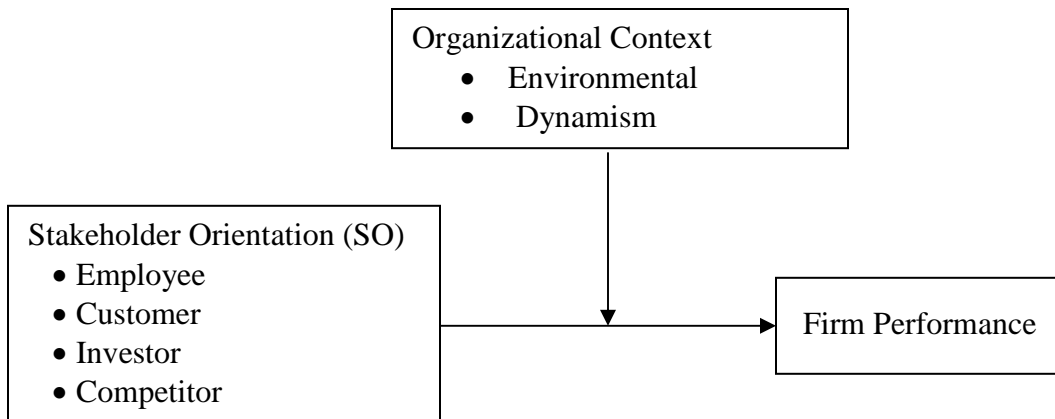 Organizational Context
• Environmental
• Dynamism
Stakeholder Orientation (SO)
• Employee
• Customer
• Investor
• Competitor
Firm Performance